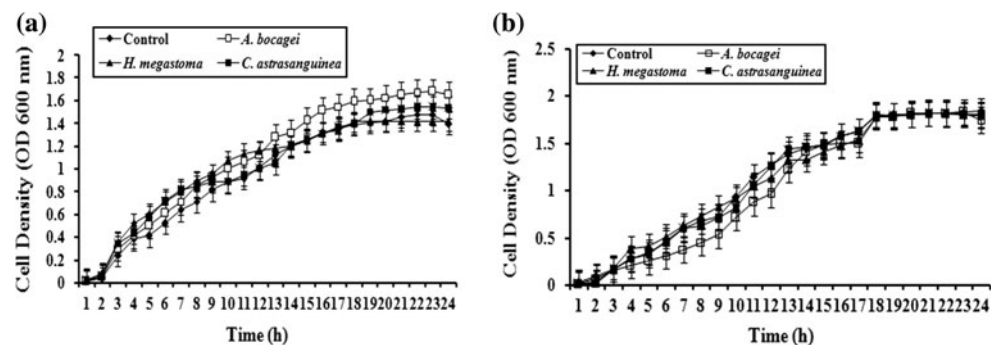 (a)
Control
A. bocagei
H. megastoma
C. astrasanguinea
Cell Density (OD 600 nm)
1.8
1.6
1.4
1.2
1
0.8
0.6
0.4
0.2
0
1 2 3 4 5 6 7 8 9 10 11 12 13 14 15 16 17 18 19 20 21 22 23 24
Time (h)
(b)
Control
A. bocagei
H. megastoma
C. astrasanguinea
Cell Density (OD 600 nm)
2.5
2
1.5
1
0.5
0
1 2 3 4 5 6 7 8 9 10 11 12 13 14 15 16 17 18 19 20 21 22 23 24
Time (h)